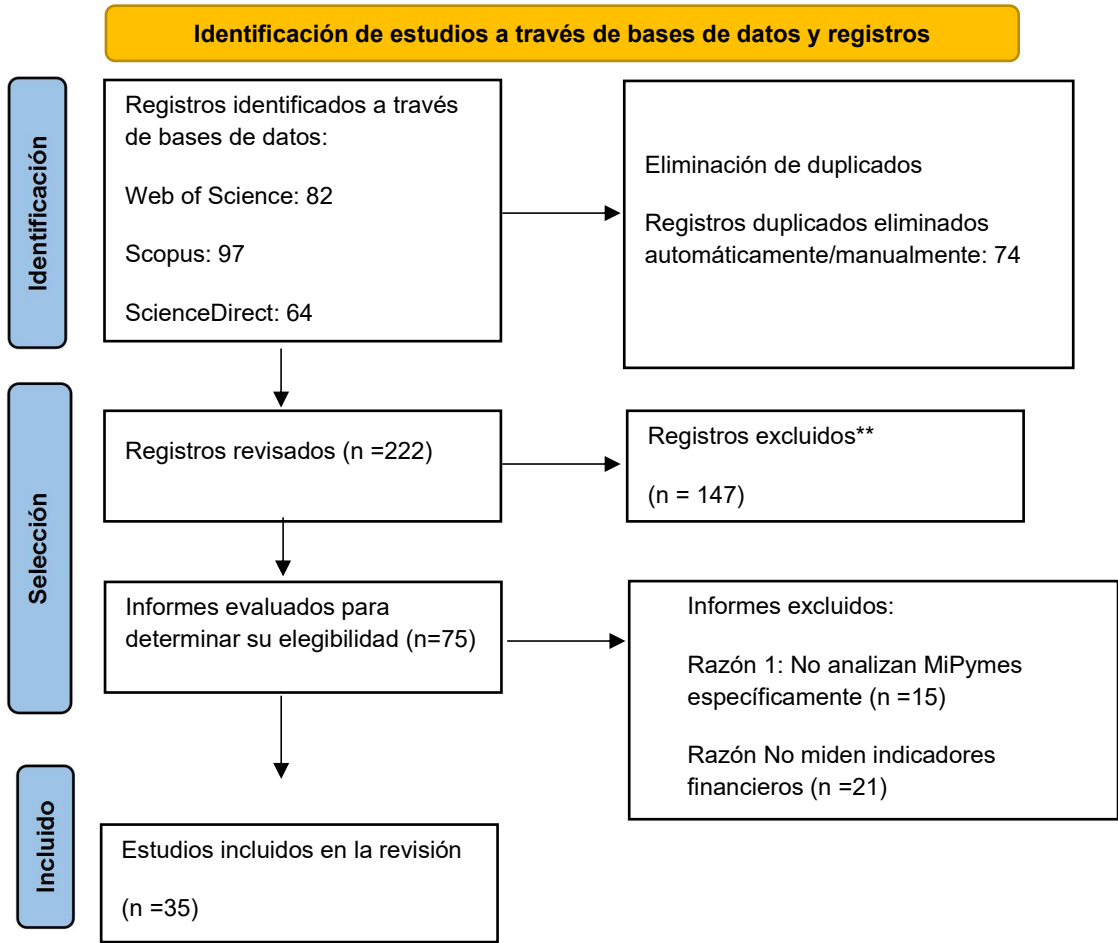 Identificación de estudios a través de bases de datos y registros
Identificación
Registros identificados a través
de bases de datos:
Web of Science: 82
Scopus: 97
ScienceDirect: 64
Eliminación de duplicados
Registros duplicados eliminados
automáticamente/manualmente: 74
Selección
Registros revisados (n =222)
Registros excluidos**
(n = 147)
Informes evaluados para
determinar su elegibilidad (n=75)
Informes excluidos:
Razón 1: No analizan MiPymes
específicamente (n =15)
Razón No miden indicadores
financieros (n =21)
Incluido
Estudios incluidos en la revisión
(n =35)